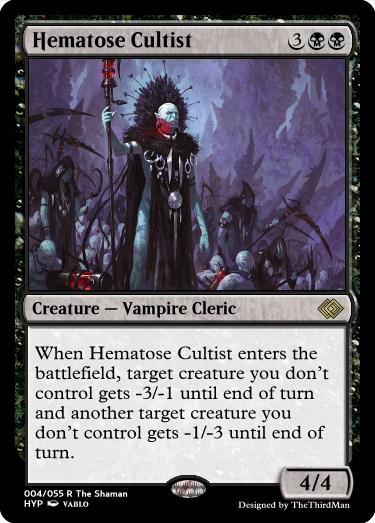 Hematose Cultist 3
Creature — Vampire Cleric
When Hematose Cultist enters the
battlefield, target creature you don't
control gets -3/-1 until end of turn
and another target creature you
don't control gets -1/-3 until end of
turn.
4/4
004/055 R The Shaman
HYP VABLO
Designed by TheThirdMan